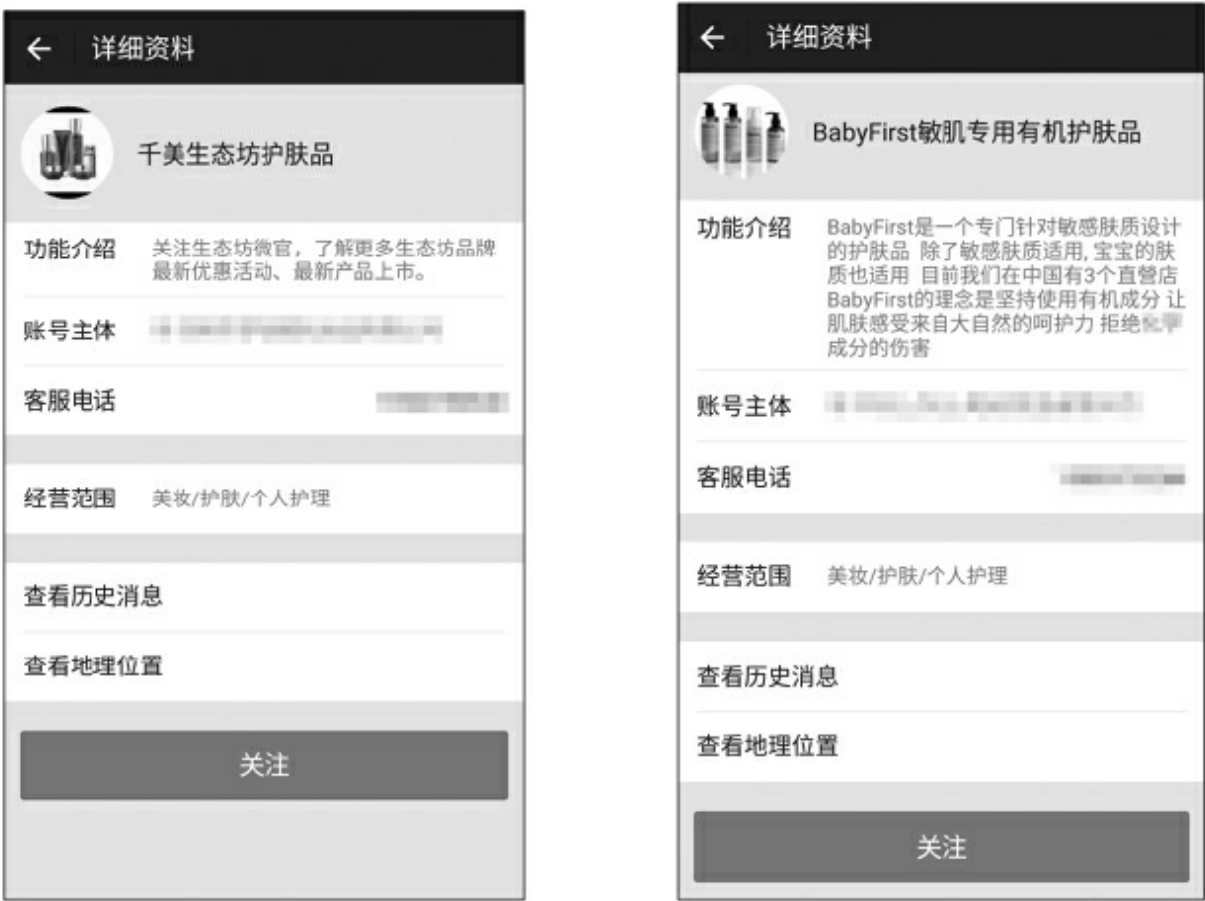 详细资料
千美生态坊护肤品
功能介绍
关注生态坊微官，了解更多生态坊品牌
最新优惠活动、最新产品上市。
账号主体
客服电话
经营范围
美妆/护肤/个人护理
查看历史消息
查看地理位置
关注
详细资料
BabyFirst敏肌专用有机护肤品
功能介绍
BabyFirst是一个专门针对敏感肤质设计
的护肤品 除了敏感肤质适用, 宝宝的肤
质也适用 目前我们在中国有3个直营店
BabyFirst的理念是坚持使用有机成分 让
肌肤感受来自大自然的呵护力 拒绝
成分的伤害
账号主体
客服电话
经营范围
美妆/护肤/个人护理
查看历史消息
查看地理位置
关注